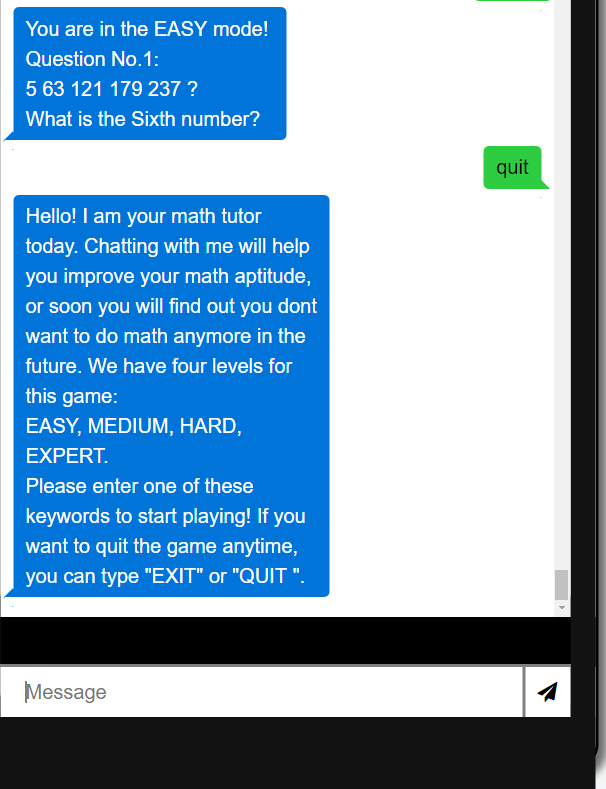 You are in the EASY mode!
Question No.1:
5 63 121 179 237 ?
What is the Sixth number?
quit
Hello! I am your math tutor
today. Chatting with me will help
you improve your math aptitude,
or soon you will find out you dont
want to do math anymore in the
future. We have four levels for
this game:
EASY, MEDIUM, HARD,
EXPERT.
Please enter one of these
keywords to start playing! If you
want to quit the game anytime,
you can type "EXIT" or "QUIT ".
Message